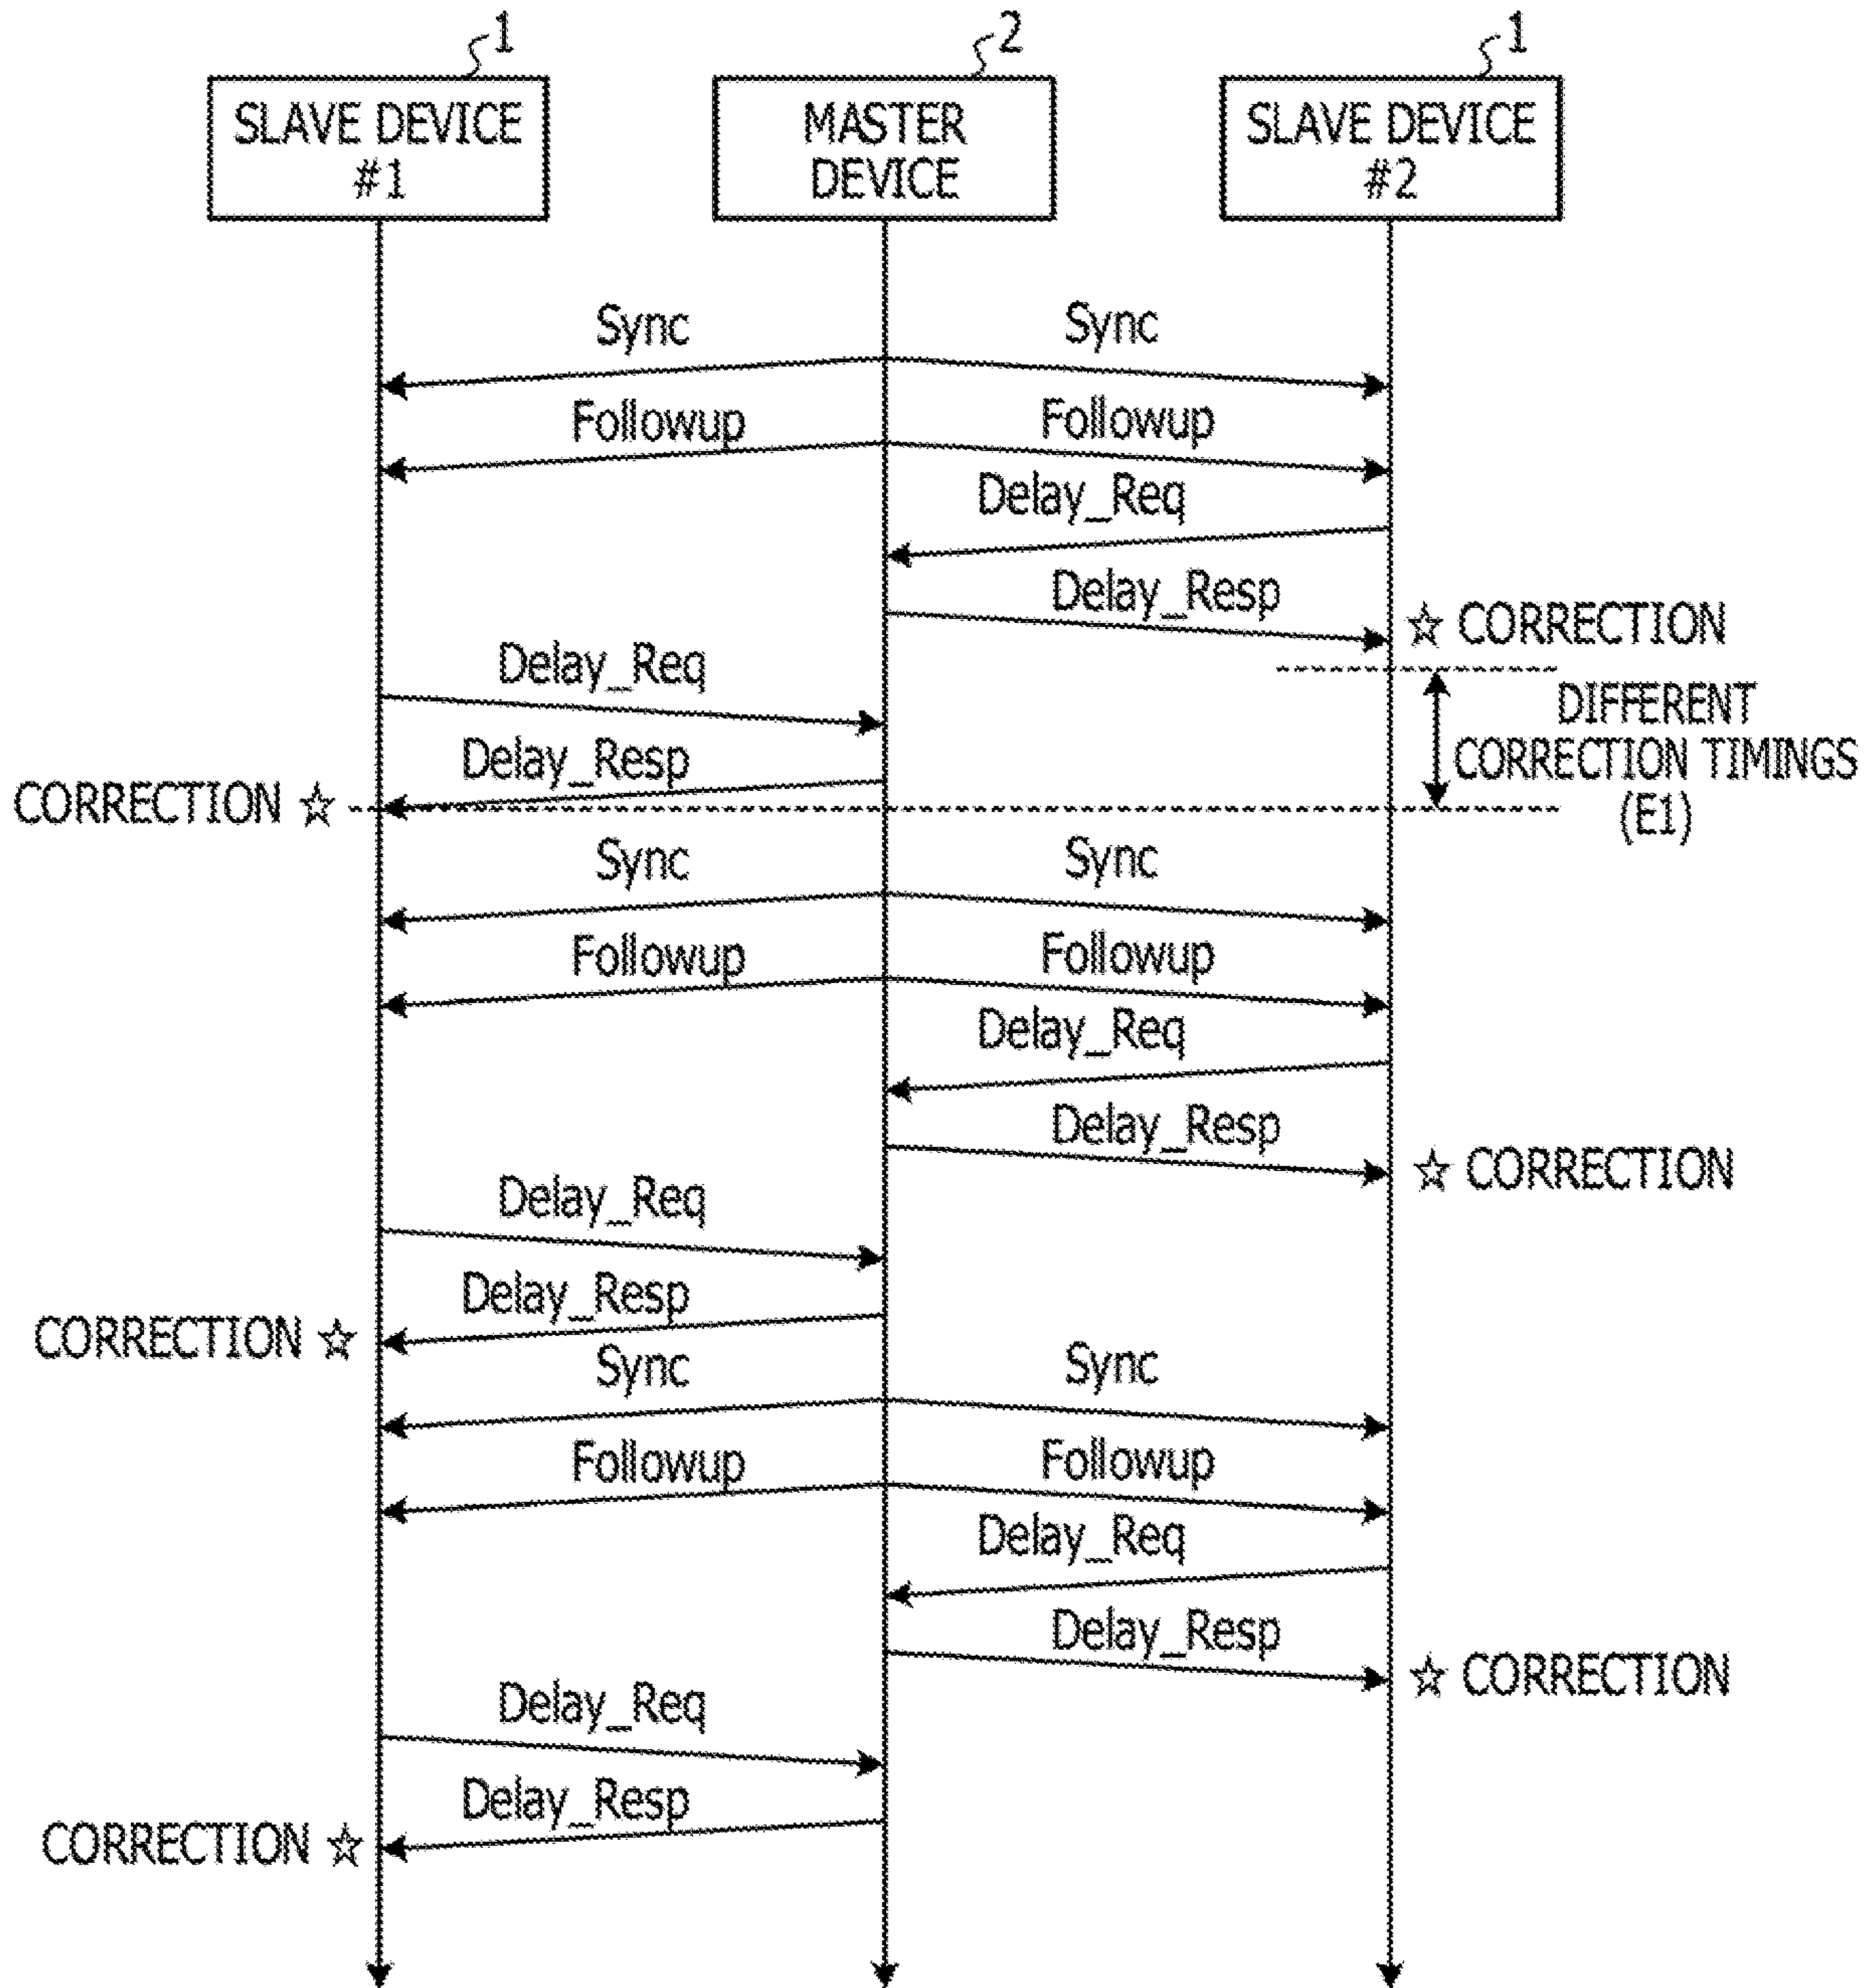 1
2
1
SLAVE DEVICE
#1
MASTER
DEVICE
SLAVE DEVICE
#2
Sync
Sync
Followup
Followup
Delay_Req
Delay_Resp
☆ CORRECTION
Delay_Req
DIFFERENT
CORRECTION TIMINGS
(E1)
Delay_Resp
CORRECTION ☆
Sync
Sync
Followup
Followup
Delay_Req
Delay_Resp
☆ CORRECTION
Delay_Req
Delay_Resp
CORRECTION ☆
Sync
Sync
Followup
Followup
Delay_Req
Delay_Resp
☆ CORRECTION
Delay_Req
Delay_Resp
CORRECTION ☆